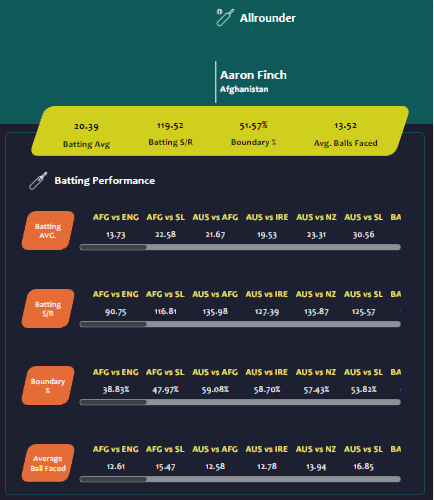 Allrounder
Aaron Finch
Afghanistan
20.39 119.52 51.57% 13.52
Batting Avg Batting S/R Boundary % Avg. Balls Faced
Batting Performance
Batting AVG.
AFG vs ENG AFG vs SL AUS vs AFG AUS vs IRE AUS vs NZ AUS vs SL BA
13.73 22.58 21.67 19.53 23.31 30.56
Batting S/R
AFG vs ENG AFG vs SL AUS vs AFG AUS vs IRE AUS vs NZ AUS vs SL BA
90.75 116.81 135.98 127.39 135.87 125.57
Boundary %
AFG vs ENG AFG vs SL AUS vs AFG AUS vs IRE AUS vs NZ AUS vs SL BA
38.83% 47.97% 59.08% 58.70% 57.43% 53.82%
Average Ball Faced
AFG vs ENG AFG vs SL AUS vs AFG AUS vs IRE AUS vs NZ AUS vs SL BA
12.61 15.47 12.58 12.78 13.94 16.85